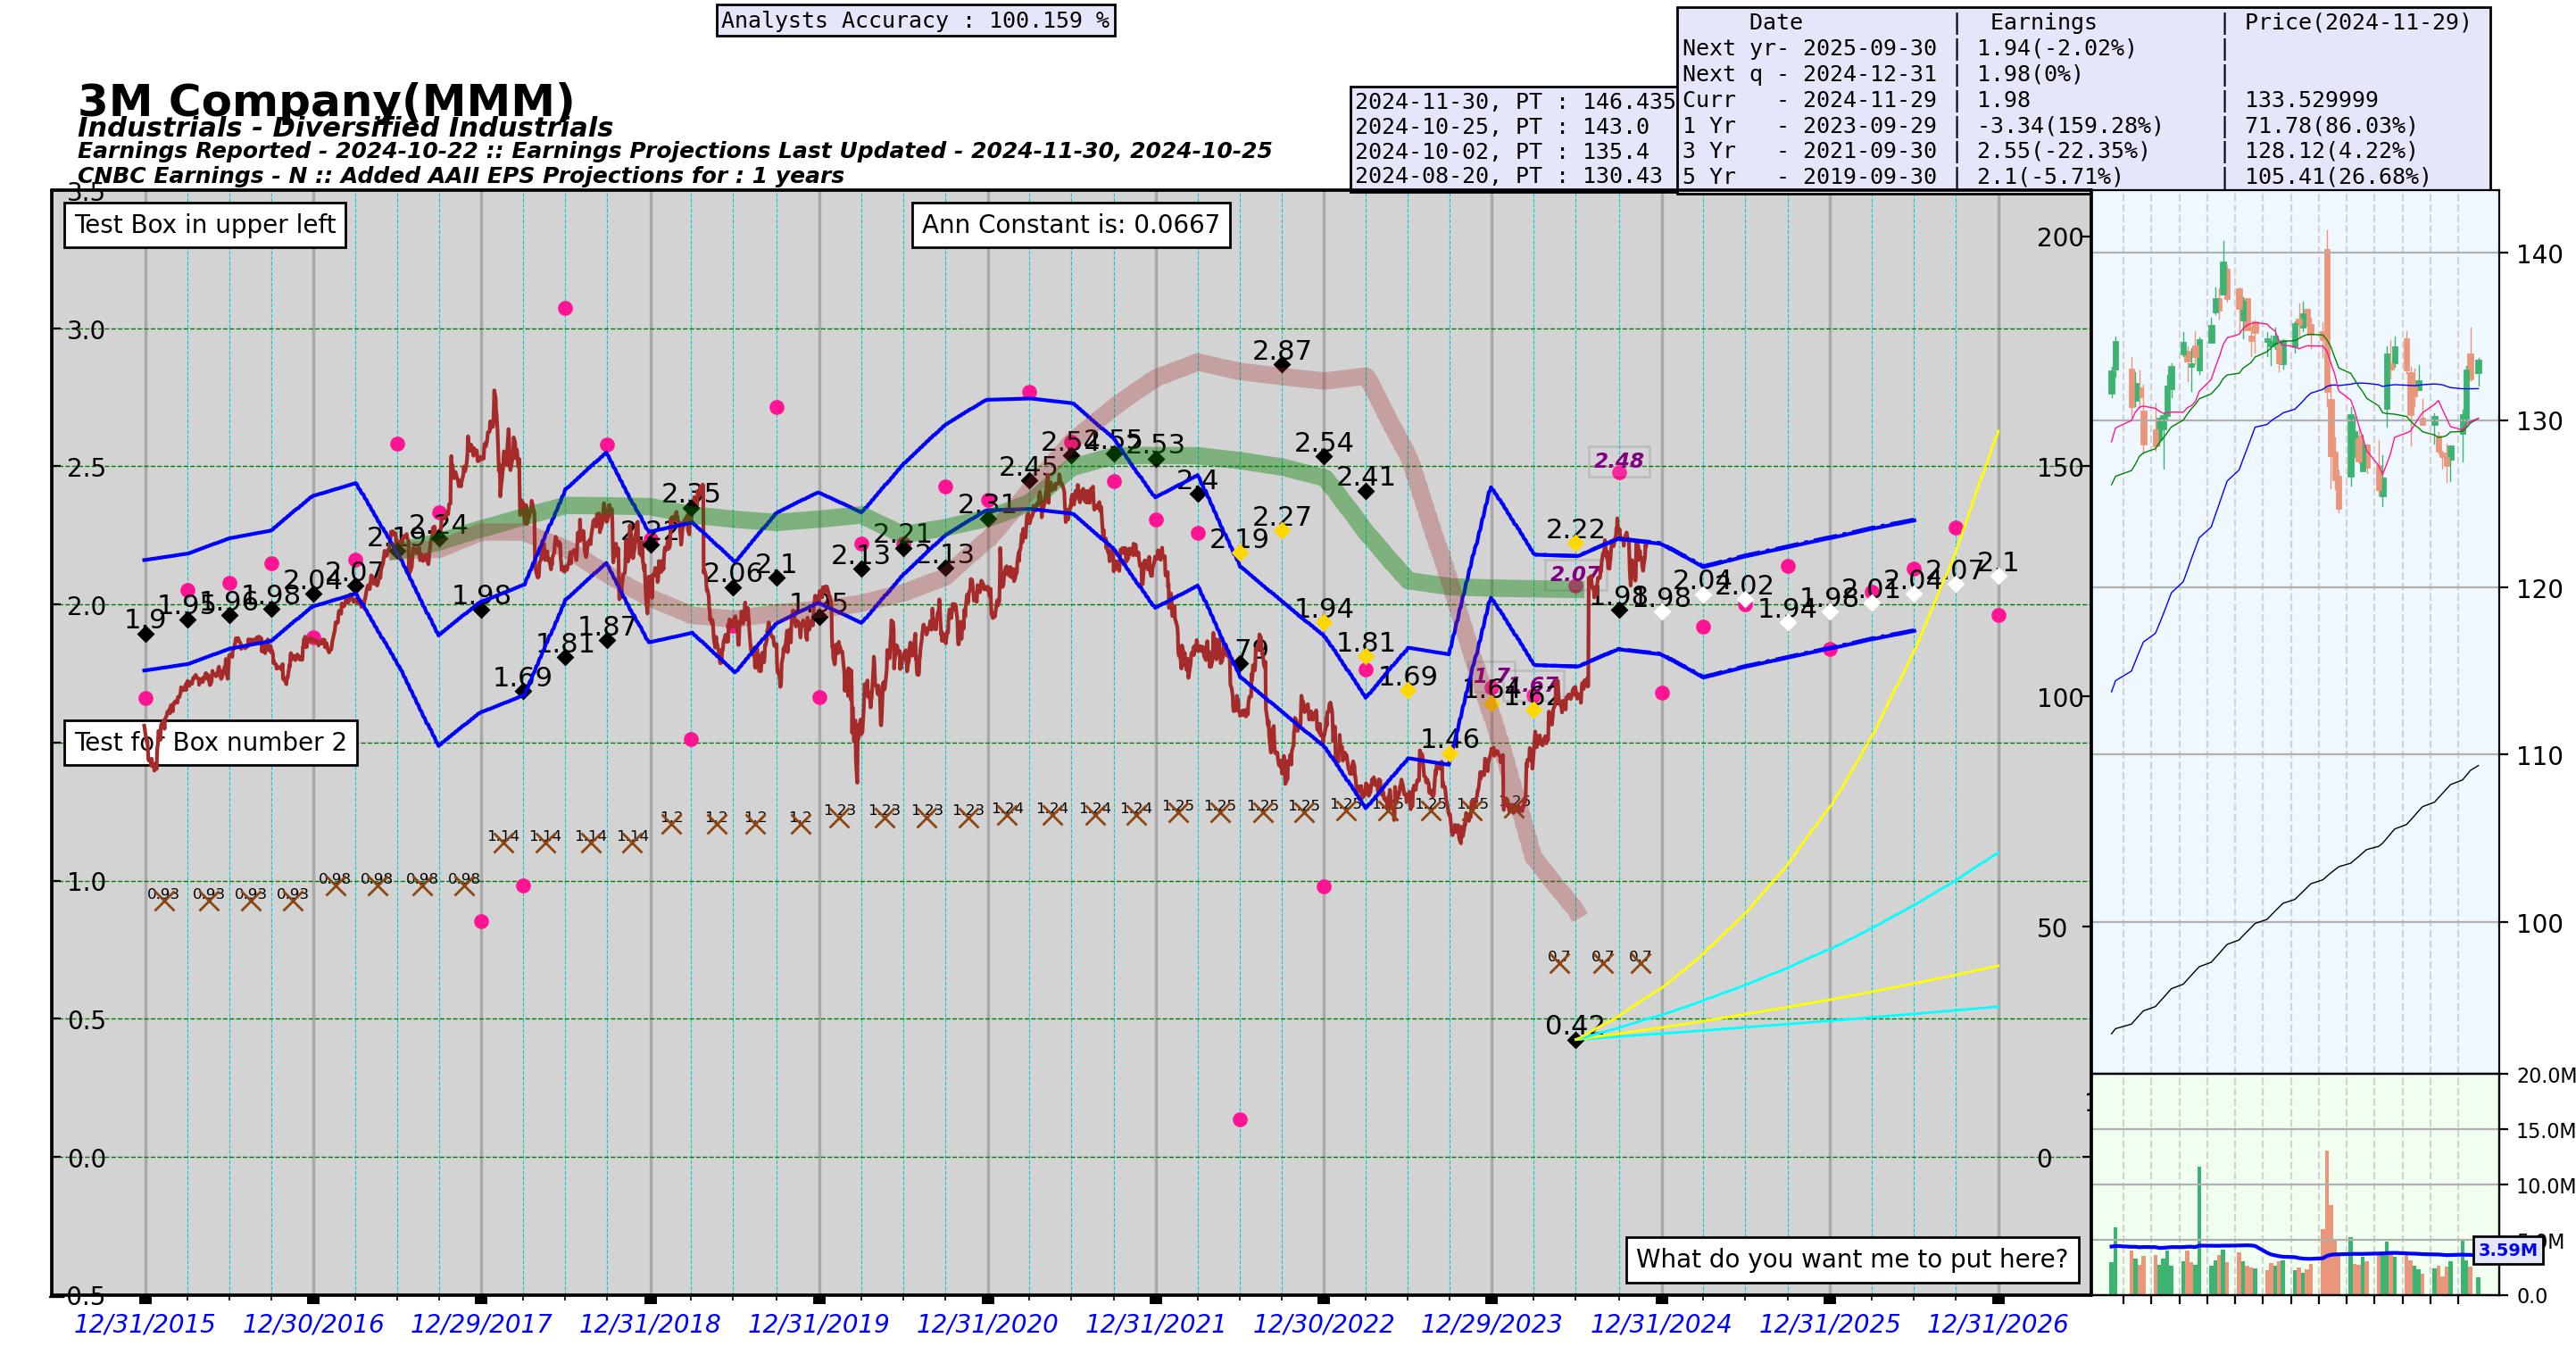 Analysts Accuracy : 100.159 %
Date | Earnings | Price(2024-11-29)
Next yr- 2025-09-30 | 1.94(-2.02%) |
Next q - 2024-12-31 | 1.98(0%) |
Curr - 2024-11-29 | 1.98 | 133.529999
1 Yr - 2023-09-29 | -3.34(159.28%) | 71.78(86.03%)
3 Yr - 2021-09-30 | 2.55(-22.35%) | 128.12(4.22%)
5 Yr - 2019-09-30 | 2.1(-5.71%) | 105.41(26.68%)
2024-11-30, PT : 146.435
2024-10-25, PT : 143.0
2024-10-02, PT : 135.4
2024-08-20, PT : 130.43
3M Company(MMM)
Industrials - Diversified Industrials
Earnings Reported - 2024-10-22 :: Earnings Projections Last Updated - 2024-11-30, 2024-10-25
CNBC Earnings - N :: Added AAII EPS Projections for : 1 years
3.5
Test Box in upper left
Ann Constant is: 0.0667
200
140
3.0
2.87
2.54 2.55 2.53 2.54
2.48
2.5
150
130
2.45 2.4 2.41
2.35
2.31
2.27
2.24 2.22 2.21 2.19 2.22
2.19 2.13 2.13
2.07
120
2.04 2.07 2.06 2.1 2.04 2.02 2.01 2.04 2.07 2.1
2.0
1.9 1.95 1.96 1.98 1.98 1.95 1.94 1.98 1.98 1.94 1.98
1.87
1.81 1.79 1.81
1.69 1.69 1.7 1.67
1.64 1.62
100
110
Test for Box number 2
1.46
1.2 1.2 1.2 1.2 1.23 1.23 1.23 1.23 1.24 1.24 1.24 1.24 1.25 1.25 1.25 1.25 1.25 1.25 1.25 1.25 1.26
1.14 1.14 1.14 1.14
1.0
0.98 0.98 0.98 0.98
0.93 0.93 0.93 0.93
50
100
0.7 0.7 0.7
0.5
0.42
20.0M
15.0M
0.0
0
10.0M
What do you want me to put here?
3.59M
-0.5
0.0
12/31/2015 12/30/2016 12/29/2017 12/31/2018 12/31/2019 12/31/2020 12/31/2021 12/30/2022 12/29/2023 12/31/2024 12/31/2025 12/31/2026